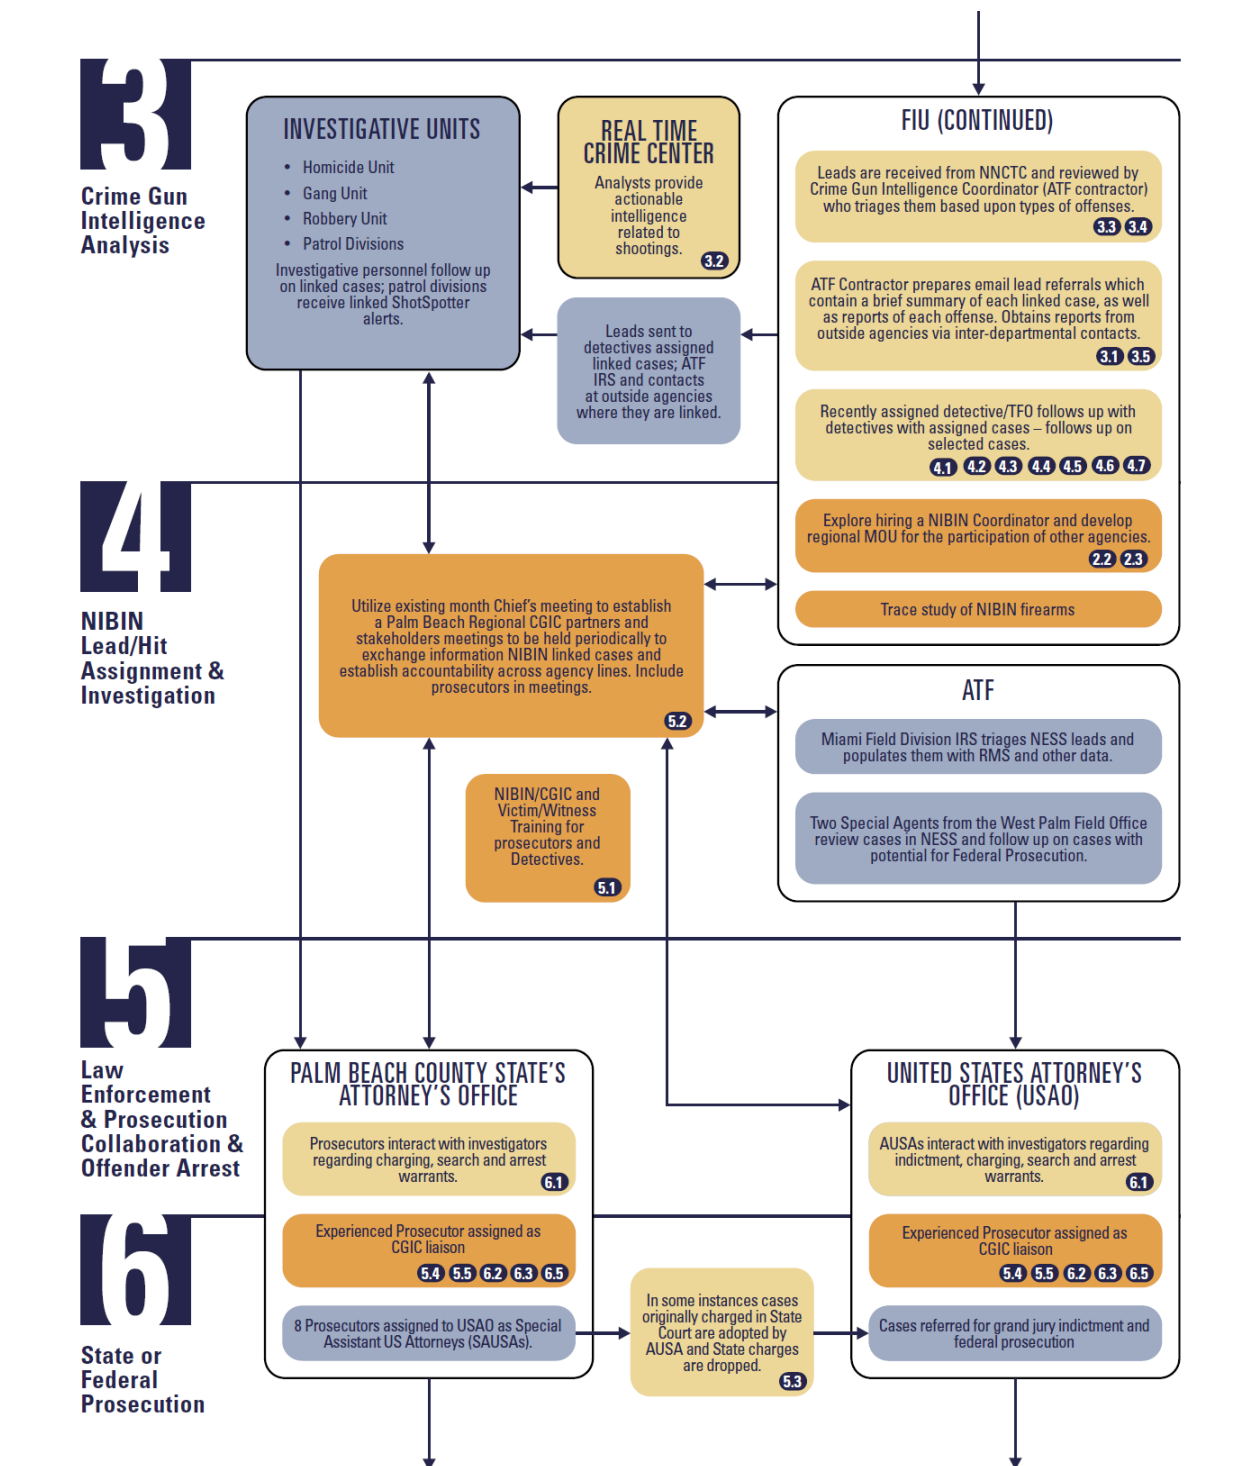 3
Crime Gun
Intelligence
Analysis
INVESTIGATIVE UNITS
• Homicide Unit
• Gang Unit
• Robbery Unit
• Patrol Divisions
Investigative personnel follow up
on linked cases; patrol divisions
receive linked ShotSpotter
alerts.
REAL TIME
CRIME CENTER
Analysts provide
actionable
intelligence
related to
shootings.
3.2
Leads sent to
detectives assigned
linked cases; ATF
IRS and contacts
at outside agencies
where they are linked.
FIU (CONTINUED)
Leads are received from NNCTC and reviewed by
Crime Gun Intelligence Coordinator (ATF contractor)
who triages them based upon types of offenses.
3.3 3.4
ATF Contractor prepares email lead referrals which
contain a brief summary of each linked case, as well
as reports of each offense. Obtains reports from
outside agencies via inter-departmental contacts.
3.1 3.5
Recently assigned detective/TFO follows up with
detectives with assigned cases – follows up on
selected cases.
4.1 4.2 4.3 4.4 4.5 4.6 4.7
Explore hiring a NIBIN Coordinator and develop
regional MOU for the participation of other agencies.
2.2 2.3
Trace study of NIBIN firearms
4
NIBIN
Lead/Hit
Assignment &
Investigation
Utilize existing month Chief's meeting to establish
a Palm Beach Regional CGIC partners and
stakeholders meetings to be held periodically to
exchange information NIBIN linked cases and
establish accountability across agency lines. Include
prosecutors in meetings.
5.2
ATF
Miami Field Division IRS triages NESS leads and
populates them with RMS and other data.
Two Special Agents from the West Palm Field Office
review cases in NESS and follow up on cases with
potential for Federal Prosecution.
NIBIN/CGIC and
Victim/Witness
Training for
prosecutors and
Detectives.
5.1
5
Law
Enforcement
& Prosecution
Collaboration &
Offender Arrest
PALM BEACH COUNTY STATE'S
ATTORNEY'S OFFICE
Prosecutors interact with investigators
regarding charging, search and arrest
warrants.
6.1
Experienced Prosecutor assigned as
CGIC liaison
5.4 5.5 6.2 6.3 6.5
8 Prosecutors assigned to USAO as Special
Assistant US Attorneys (SAUSAs).
UNITED STATES ATTORNEY'S
OFFICE (USAO)
AUSAs interact with investigators regarding
indictment, charging, search and arrest
warrants.
6.1
Experienced Prosecutor assigned as
CGIC liaison
5.4 5.5 6.2 6.3 6.5
Cases referred for grand jury indictment and
federal prosecution
In some instances cases
originally charged in State
Court are adopted by
AUSA and State charges
are dropped.
5.3
6
State or
Federal
Prosecution